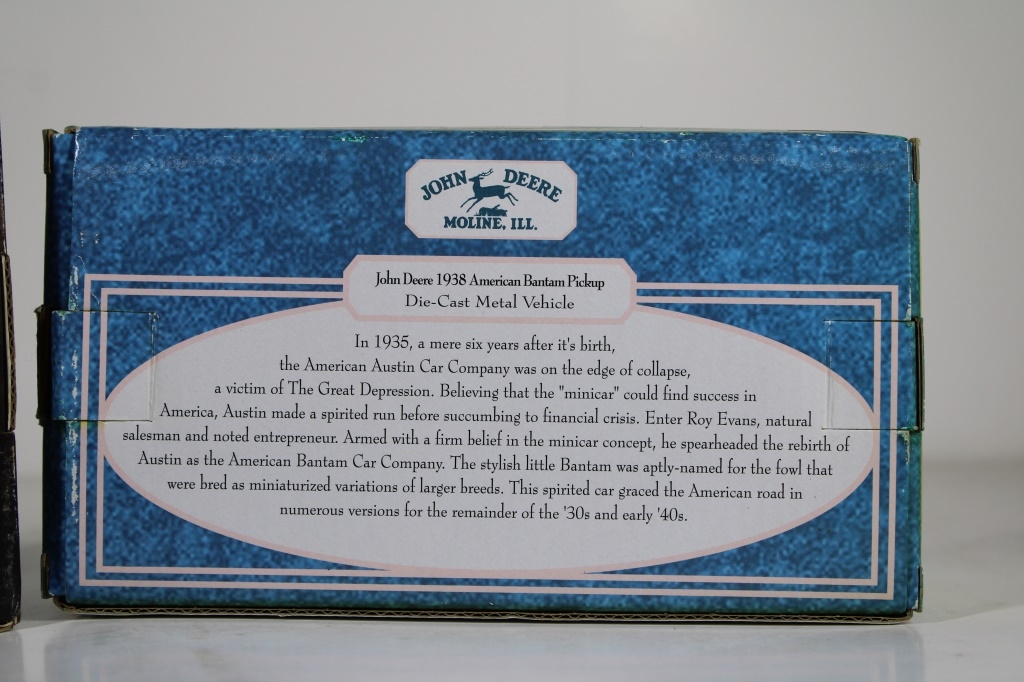 JOHN DEERE
MOLINE, ILL.
John Deere 1938 American Bantam Pickup
Die-Cast Metal Vehicle
In 1935, a mere six years after it's birth,
the American Austin Car Company was on the edge of collapse,
a victim of The Great Depression. Believing that the "minicar" could find success in
America, Austin made a spirited run before succumbing to financial crisis. Enter Roy Evans, natural
salesman and noted entrepreneur. Armed with a firm belief in the minicar concept, he spearheaded the rebirth of
Austin as the American Bantam Car Company. The stylish little Bantam was aptly-named for the fowl that
were bred as miniaturized variations of larger breeds. This spirited car graced the American road in
numerous versions for the remainder of the '30s and early '40s.